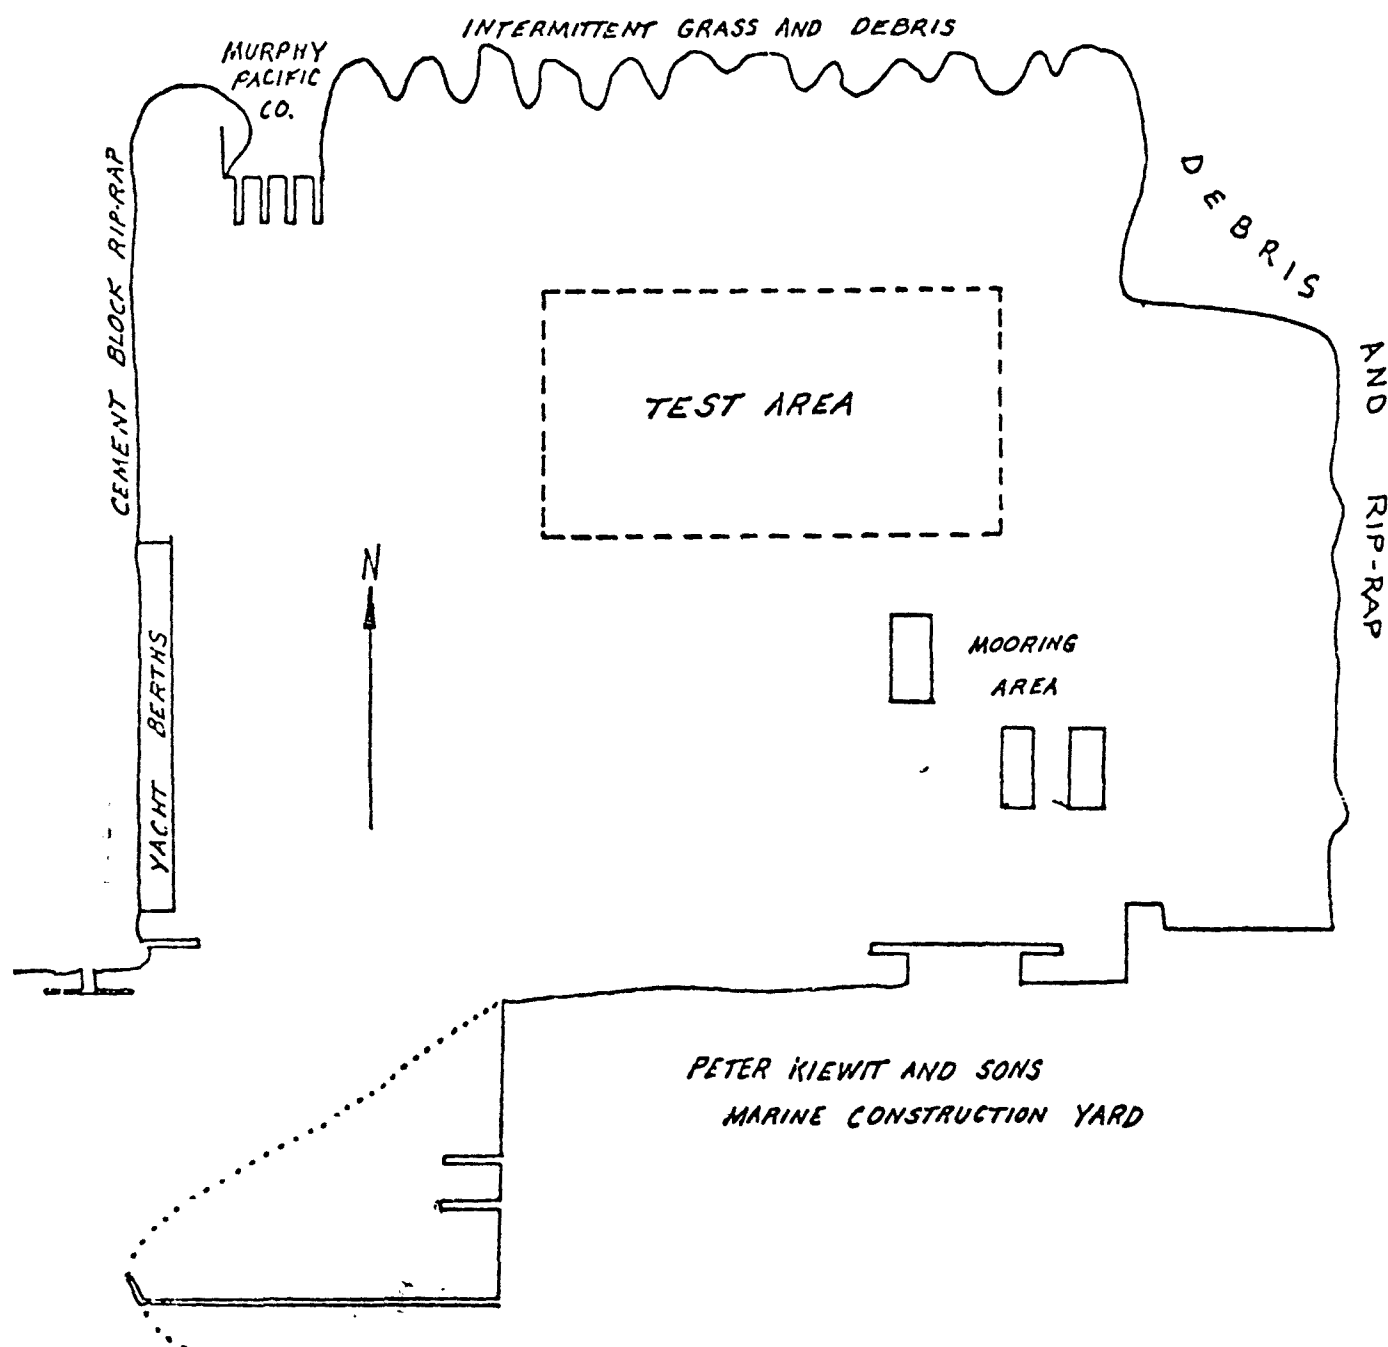 INTERMITTENT GRASS AND DEBRIS
MURPHY
PACIFIC
CO.
CEMENT BLOCK RIP-RAP
DEBRIS
AND RIP-RAP
TEST AREA
N
MOORING
AREA
YACHT BERTHS
PETER KIEWIT AND SONS
MARINE CONSTRUCTION YARD